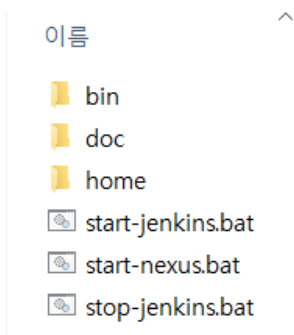 이름
bin
doc
home
start-jenkins.bat
start-nexus.bat
stop-jenkins.bat